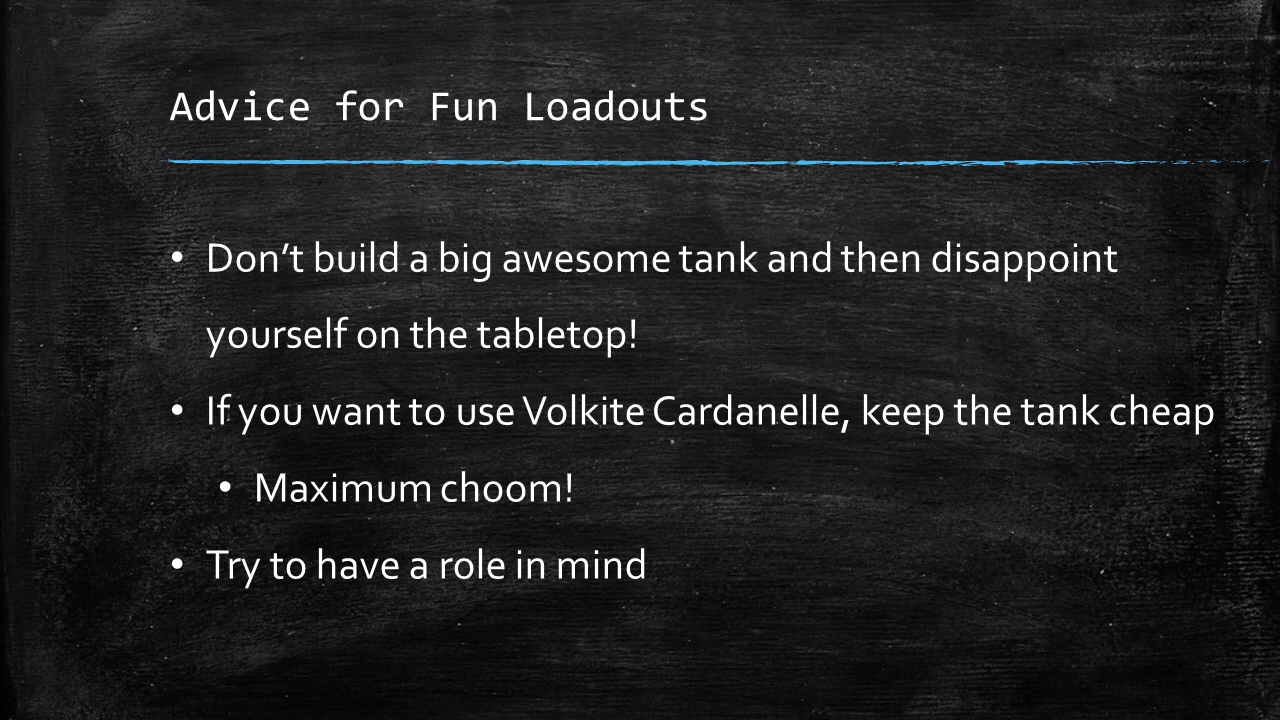 Advice for Fun Loadouts
• Don’t build a big awesome tank and then disappoint
yourself on the tabletop!
• If you want to use Volkite Cardanelle, keep the tank cheap
• Maximum choom!
• Try to have a role in mind